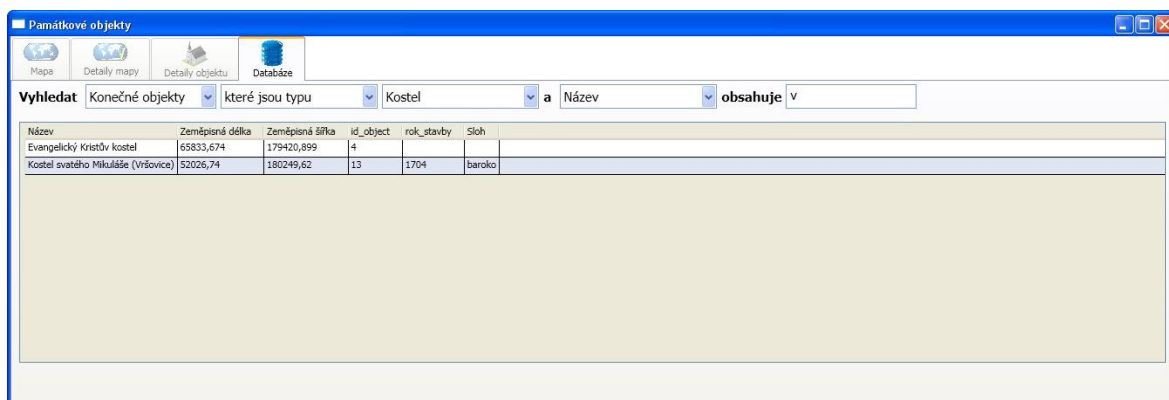 Památkové objekty
Mapa Detaily mapy Detaily objektu Databáze
Vyhledat Konečné objekty které jsou typu Kostel a Název obsahuje v
Název Zeměpisná délka Zeměpisná šířka id_object rok_stavby Sloh
Evangelický Kristův kostel 65833,674 179420,899 4
Kostel svatého Mikuláše (Vršovice) 52026,74 180249,62 13 1704 baroko